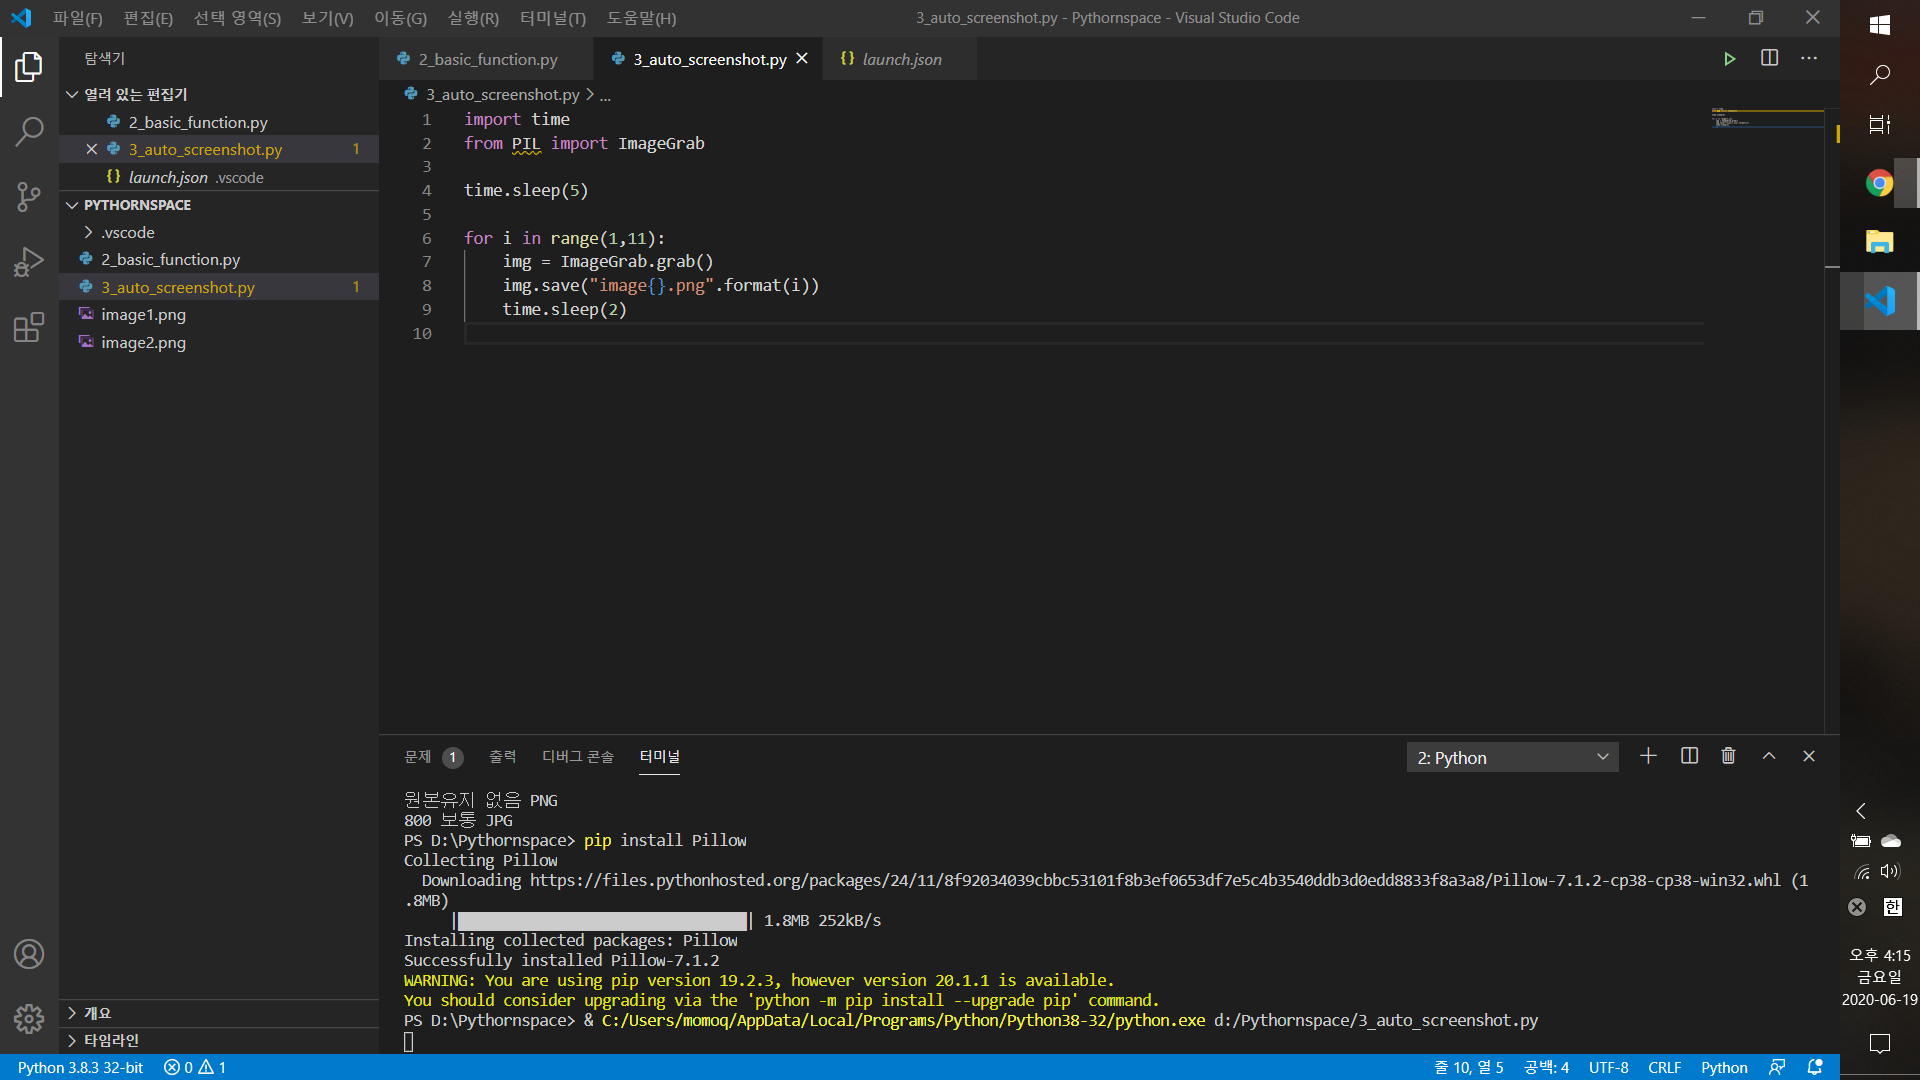 파일(F) 편집(E) 선택 영역(S) 보기(V) 이동(G) 실행(R) 터미널(T) 도움말(H)
3_auto_screenshot.py - Pythornspace - Visual Studio Code
탐색기
열려 있는 편집기
2_basic_function.py
3_auto_screenshot.py 1
{} launch.json .vscode
PYTHORNSPACE
.vscode
2_basic_function.py
3_auto_screenshot.py 1
image1.png
image2.png
개요
타임라인
2_basic_function.py 3_auto_screenshot.py {} launch.json
3_auto_screenshot.py > ...
1 import time
2 from PIL import ImageGrab
3
4 time.sleep(5)
5
6 for i in range(1,11):
7 img = ImageGrab.grab()
8 img.save("image{}.png".format(i))
9 time.sleep(2)
10
문제 1 출력 디버그 콘솔 터미널
2: Python
원본유지 없음 PNG
800 보통 JPG
PS D:\Pythornspace> pip install Pillow
Collecting Pillow
Downloading https://files.pythonhosted.org/packages/24/11/8f92034039cbbc53101f8b3ef0653df7e5c4b3540ddb3d0edd8833f8a3a8/Pillow-7.1.2-cp38-cp38-win32.whl (1
.8MB)
1.8MB 252kB/s
Installing collected packages: Pillow
Successfully installed Pillow-7.1.2
WARNING: You are using pip version 19.2.3, however version 20.1.1 is available.
You should consider upgrading via the 'python -m pip install --upgrade pip' command.
PS D:\Pythornspace> & C:/Users/momoq/AppData/Local/Programs/Python/Python38-32/python.exe d:/Pythornspace/3_auto_screenshot.py
Python 3.8.3 32-bit 0 1
줄 10, 열 5 공백: 4 UTF-8 CRLF Python
한
오후 4:15
금요일
2020-06-19